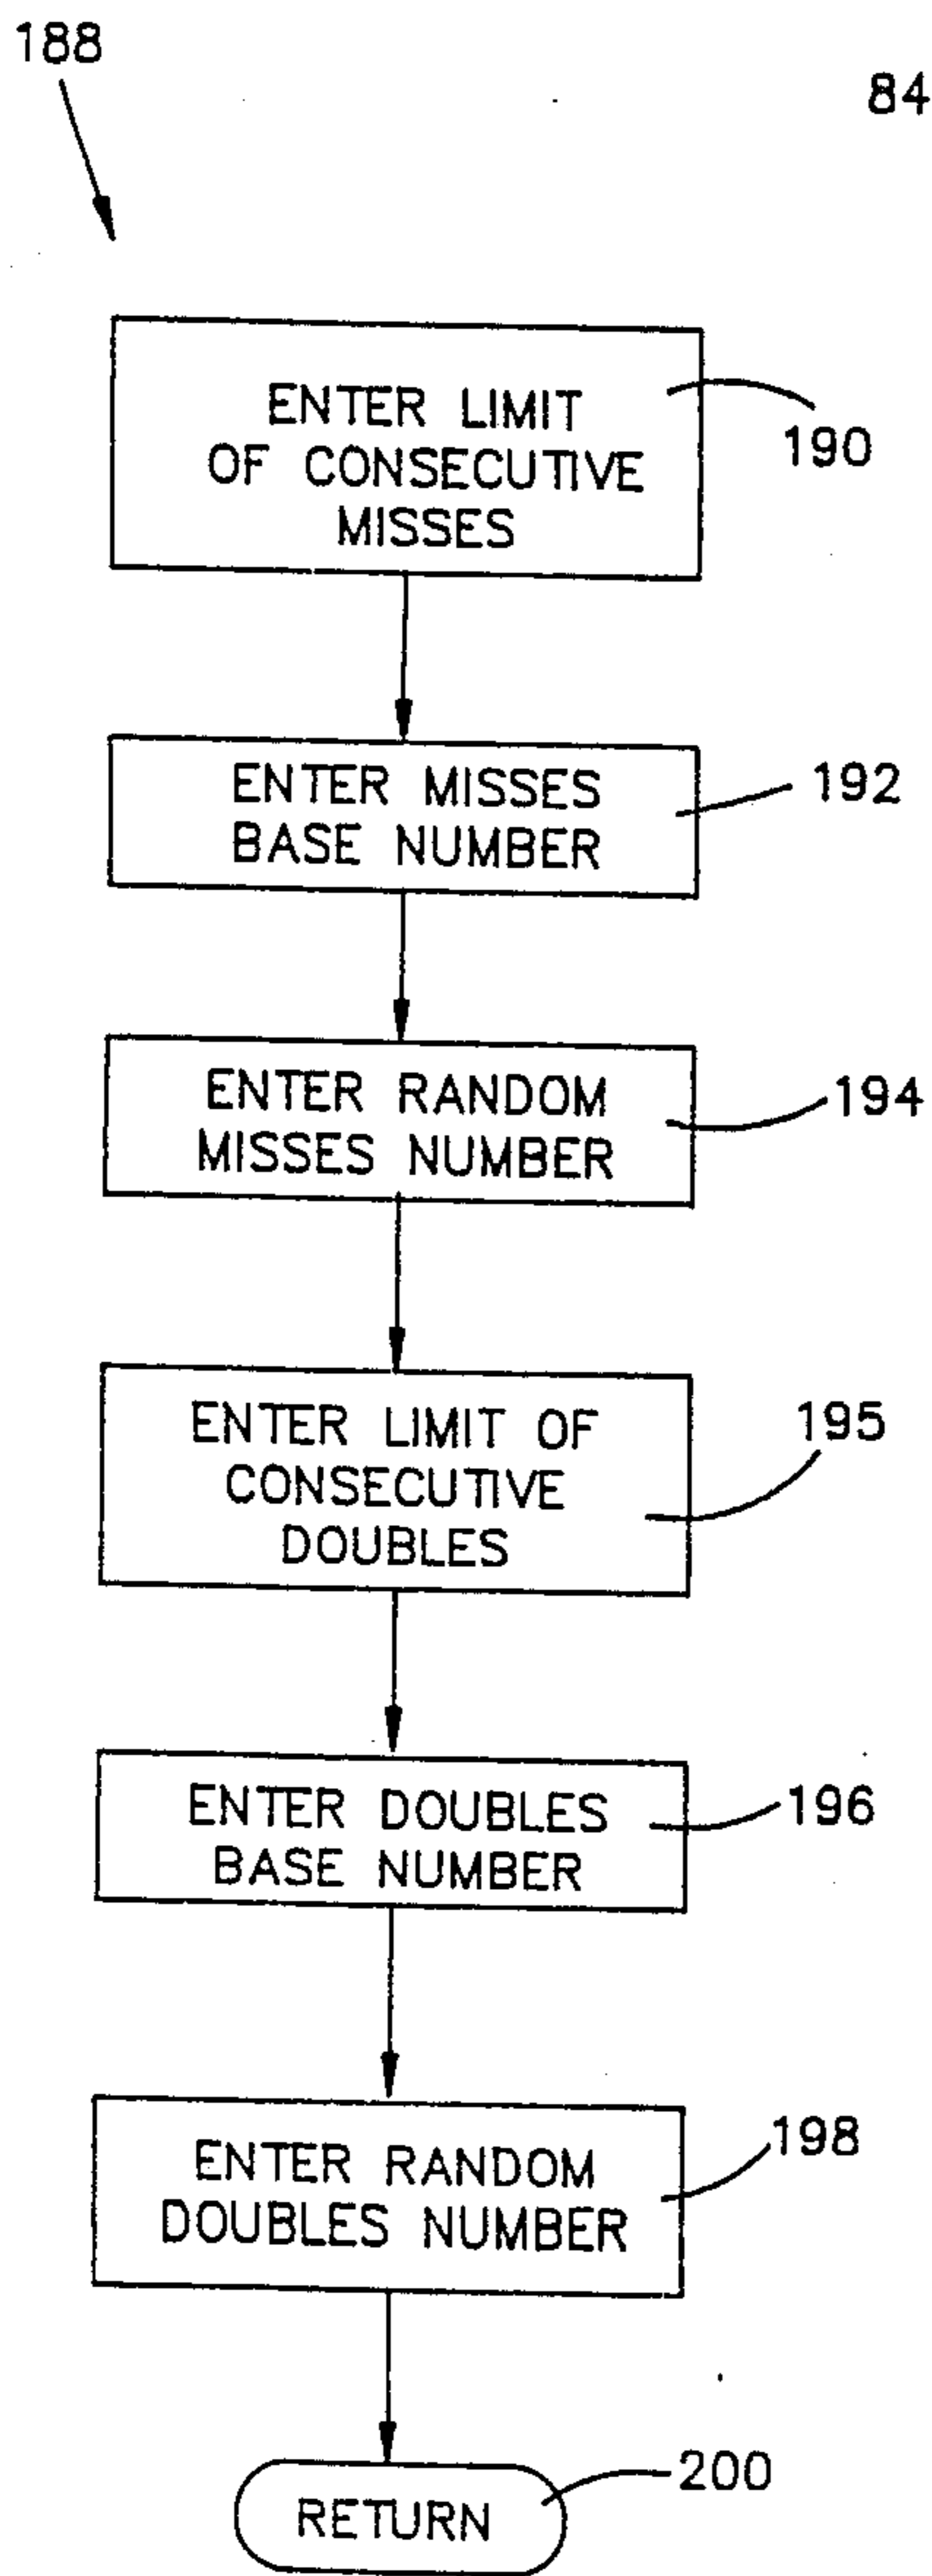 188
84
ENTER LIMIT
OF CONSECUTIVE
MISSES
190
ENTER MISSES
BASE NUMBER
192
ENTER RANDOM
MISSES NUMBER
194
ENTER LIMIT OF
CONSECUTIVE
DOUBLES
195
ENTER DOUBLES
BASE NUMBER
196
ENTER RANDOM
DOUBLES NUMBER
198
RETURN
200